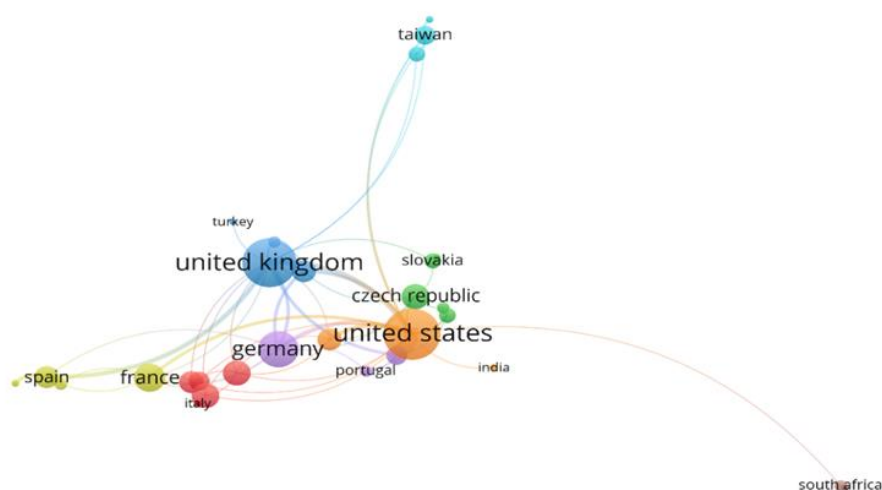 taiwan
turkey
united kingdom
slovakia
czech republic
united states
germany
portugal
india
spain
france
italy
south africa